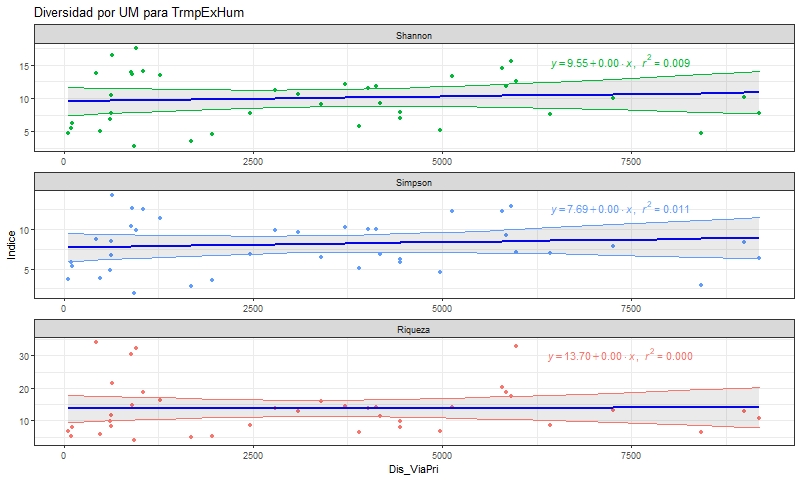 Diversidad por UM para TrmpExHum
Shannon
y = 9.55 + 0.00 · x, r² = 0.009
15
10
5
0 2500 5000 7500
Simpson
y = 7.69 + 0.00 · x, r² = 0.011
10
5
0 2500 5000 7500
Indice
Riqueza
y = 13.70 + 0.00 · x, r² = 0.000
30
20
10
0 2500 5000 7500
Dis_ViaPri